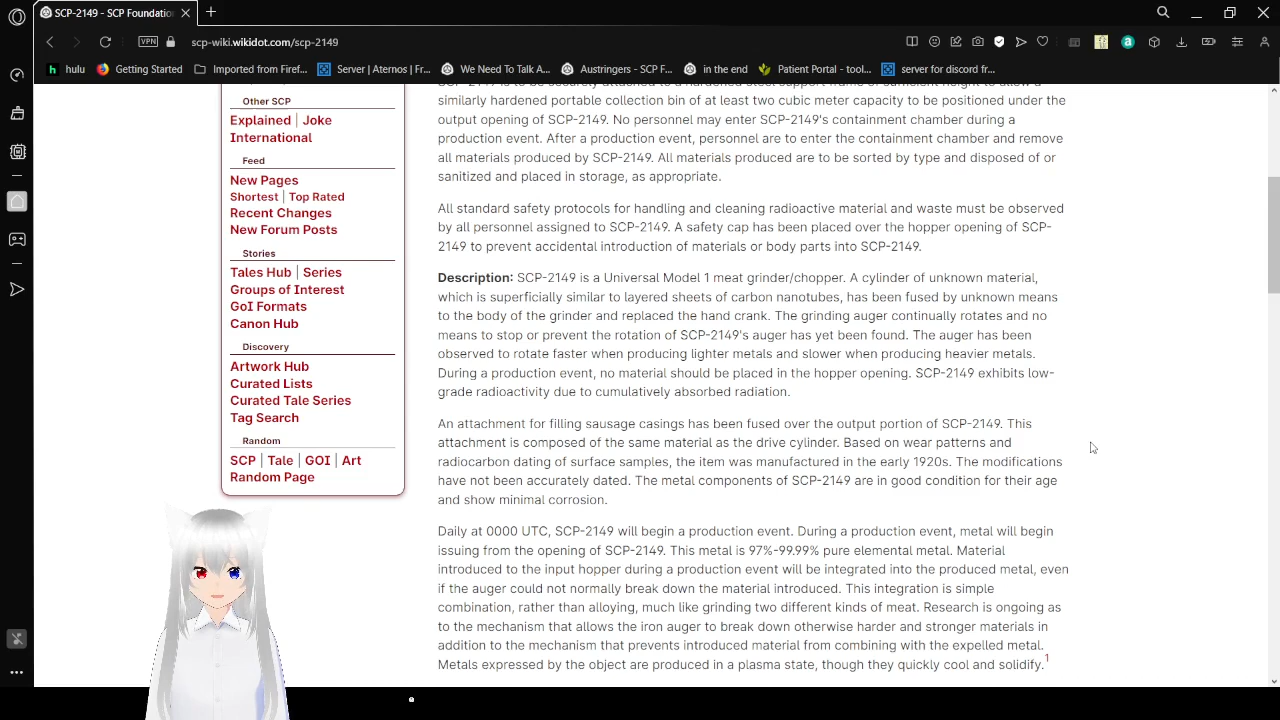 SCP-2149 - SCP Foundatio
scp-wiki.wikidot.com/scp-2149
VPN
hulu
Getting Started
Imported from Firef...
Server | Aternos | Fr...
We Need To Talk A...
Austringers - SCP F...
in the end
Patient Portal - tool...
server for discord fr...
Other SCP
Explained | Joke
International
Feed
New Pages
Shortest | Top Rated
Recent Changes
New Forum Posts
Stories
Tales Hub | Series
Groups of Interest
GoI Formats
Canon Hub
Discovery
Artwork Hub
Curated Lists
Curated Tale Series
Tag Search
Random
SCP | Tale | GOI | Art
Random Page
SCP-2149 is to be securely attached to a hardened steel support frame of sufficient height to allow a
similarly hardened portable collection bin of at least two cubic meter capacity to be positioned under the
output opening of SCP-2149. No personnel may enter SCP-2149's containment chamber during a
production event. After a production event, personnel are to enter the containment chamber and remove
all materials produced by SCP-2149. All materials produced are to be sorted by type and disposed of or
sanitized and placed in storage, as appropriate.
All standard safety protocols for handling and cleaning radioactive material and waste must be observed
by all personnel assigned to SCP-2149. A safety cap has been placed over the hopper opening of SCP-
2149 to prevent accidental introduction of materials or body parts into SCP-2149.
Description: SCP-2149 is a Universal Model 1 meat grinder/chopper. A cylinder of unknown material,
which is superficially similar to layered sheets of carbon nanotubes, has been fused by unknown means
to the body of the grinder and replaced the hand crank. The grinding auger continually rotates and no
means to stop or prevent the rotation of SCP-2149's auger has yet been found. The auger has been
observed to rotate faster when producing lighter metals and slower when producing heavier metals.
During a production event, no material should be placed in the hopper opening. SCP-2149 exhibits low-
grade radioactivity due to cumulatively absorbed radiation.
An attachment for filling sausage casings has been fused over the output portion of SCP-2149. This
attachment is composed of the same material as the drive cylinder. Based on wear patterns and
radiocarbon dating of surface samples, the item was manufactured in the early 1920s. The modifications
have not been accurately dated. The metal components of SCP-2149 are in good condition for their age
and show minimal corrosion.
Daily at 0000 UTC, SCP-2149 will begin a production event. During a production event, metal will begin
issuing from the opening of SCP-2149. This metal is 97%-99.99% pure elemental metal. Material
introduced to the input hopper during a production event will be integrated into the produced metal, even
if the auger could not normally break down the material introduced. This integration is simple
combination, rather than alloying, much like grinding two different kinds of meat. Research is ongoing as
to the mechanism that allows the iron auger to break down otherwise harder and stronger materials in
addition to the mechanism that prevents introduced material from combining with the expelled metal.
Metals expressed by the object are produced in a plasma state, though they quickly cool and solidify.1